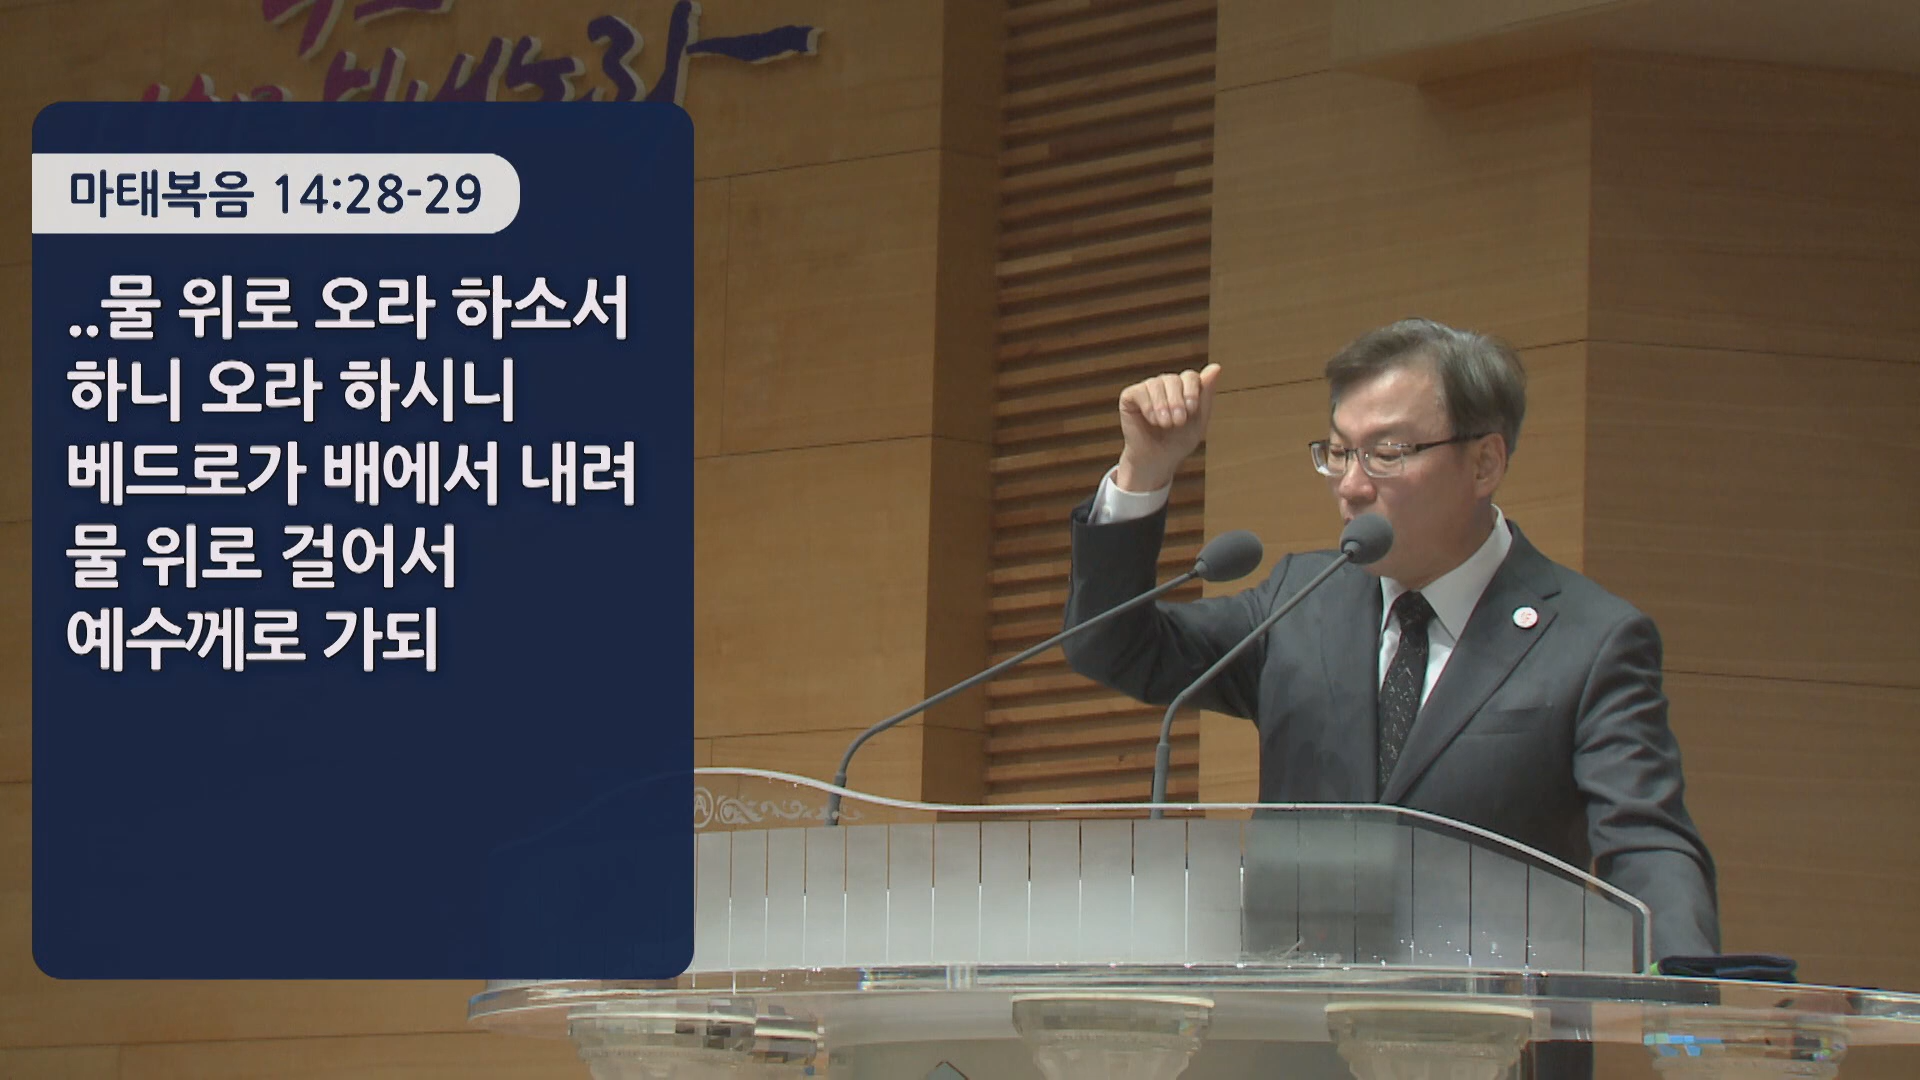 마태복음 14:28-29
..물 위로 오라 하소서
하니 오라 하시니
베드로가 배에서 내려
물 위로 걸어서
예수께로 가되